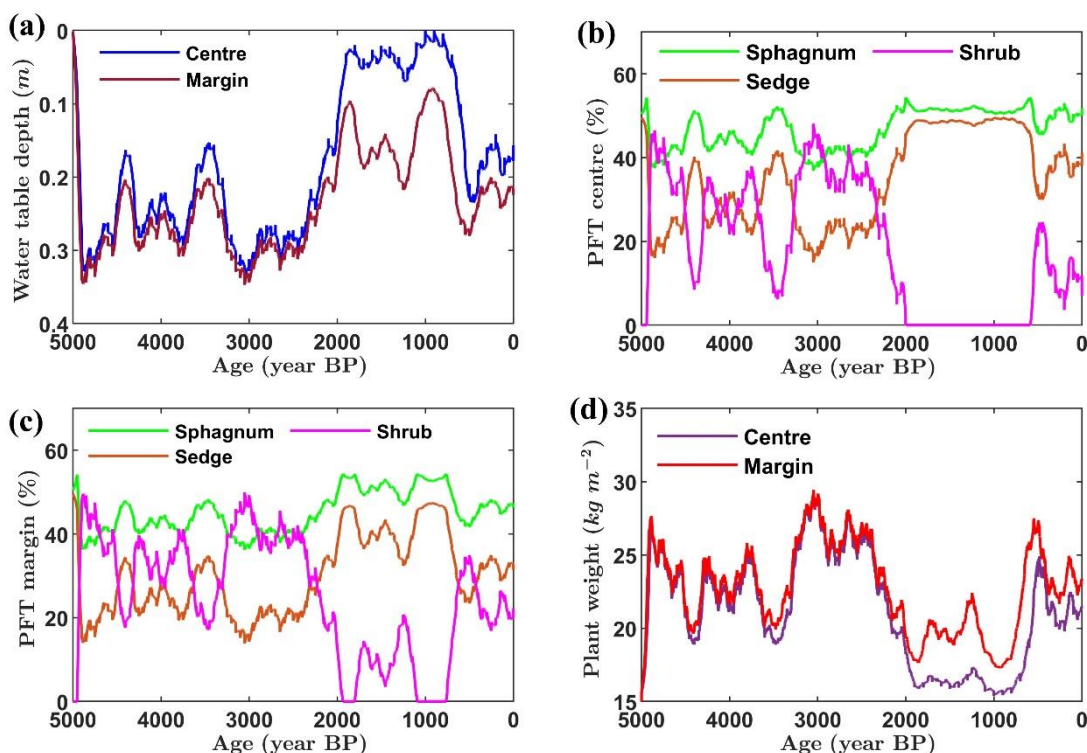 (a)
Water table depth (m)
0
0.1
0.2
0.3
0.4
Centre
Margin
5000 4000 3000 2000 1000 0
Age (year BP)
(b)
PFT centre (%)
60
40
20
0
Sphagnum Shrub
Sedge
5000 4000 3000 2000 1000 0
Age (year BP)
(c)
PFT margin (%)
60
40
20
0
Sphagnum Shrub
Sedge
5000 4000 3000 2000 1000 0
Age (year BP)
(d)
Plant weight (kg m⁻²)
35
30
25
20
15
Centre
Margin
5000 4000 3000 2000 1000 0
Age (year BP)